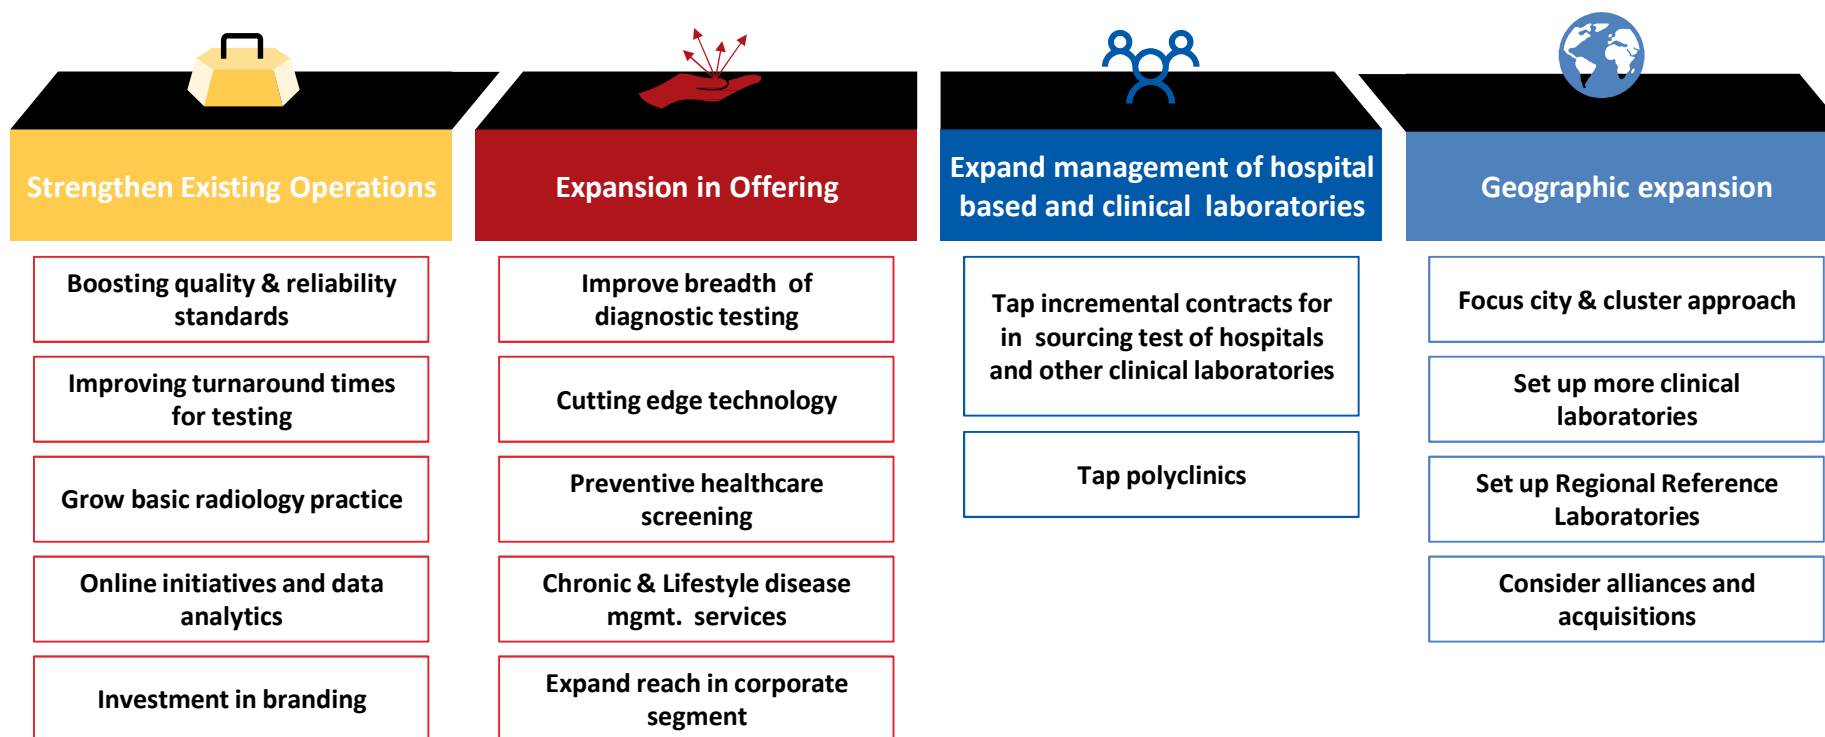 Strengthen Existing Operations
Boosting quality & reliability
standards
Improving turnaround times
for testing
Grow basic radiology practice
Online initiatives and data
analytics
Investment in branding
Expansion in Offering
Improve breadth of
diagnostic testing
Cutting edge technology
Preventive healthcare
screening
Chronic & Lifestyle disease
mgmt. services
Expand reach in corporate
segment
Expand management of hospital
based and clinical laboratories
Tap incremental contracts for
in sourcing test of hospitals
and other clinical laboratories
Tap polyclinics
Geographic expansion
Focus city & cluster approach
Set up more clinical
laboratories
Set up Regional Reference
Laboratories
Consider alliances and
acquisitions